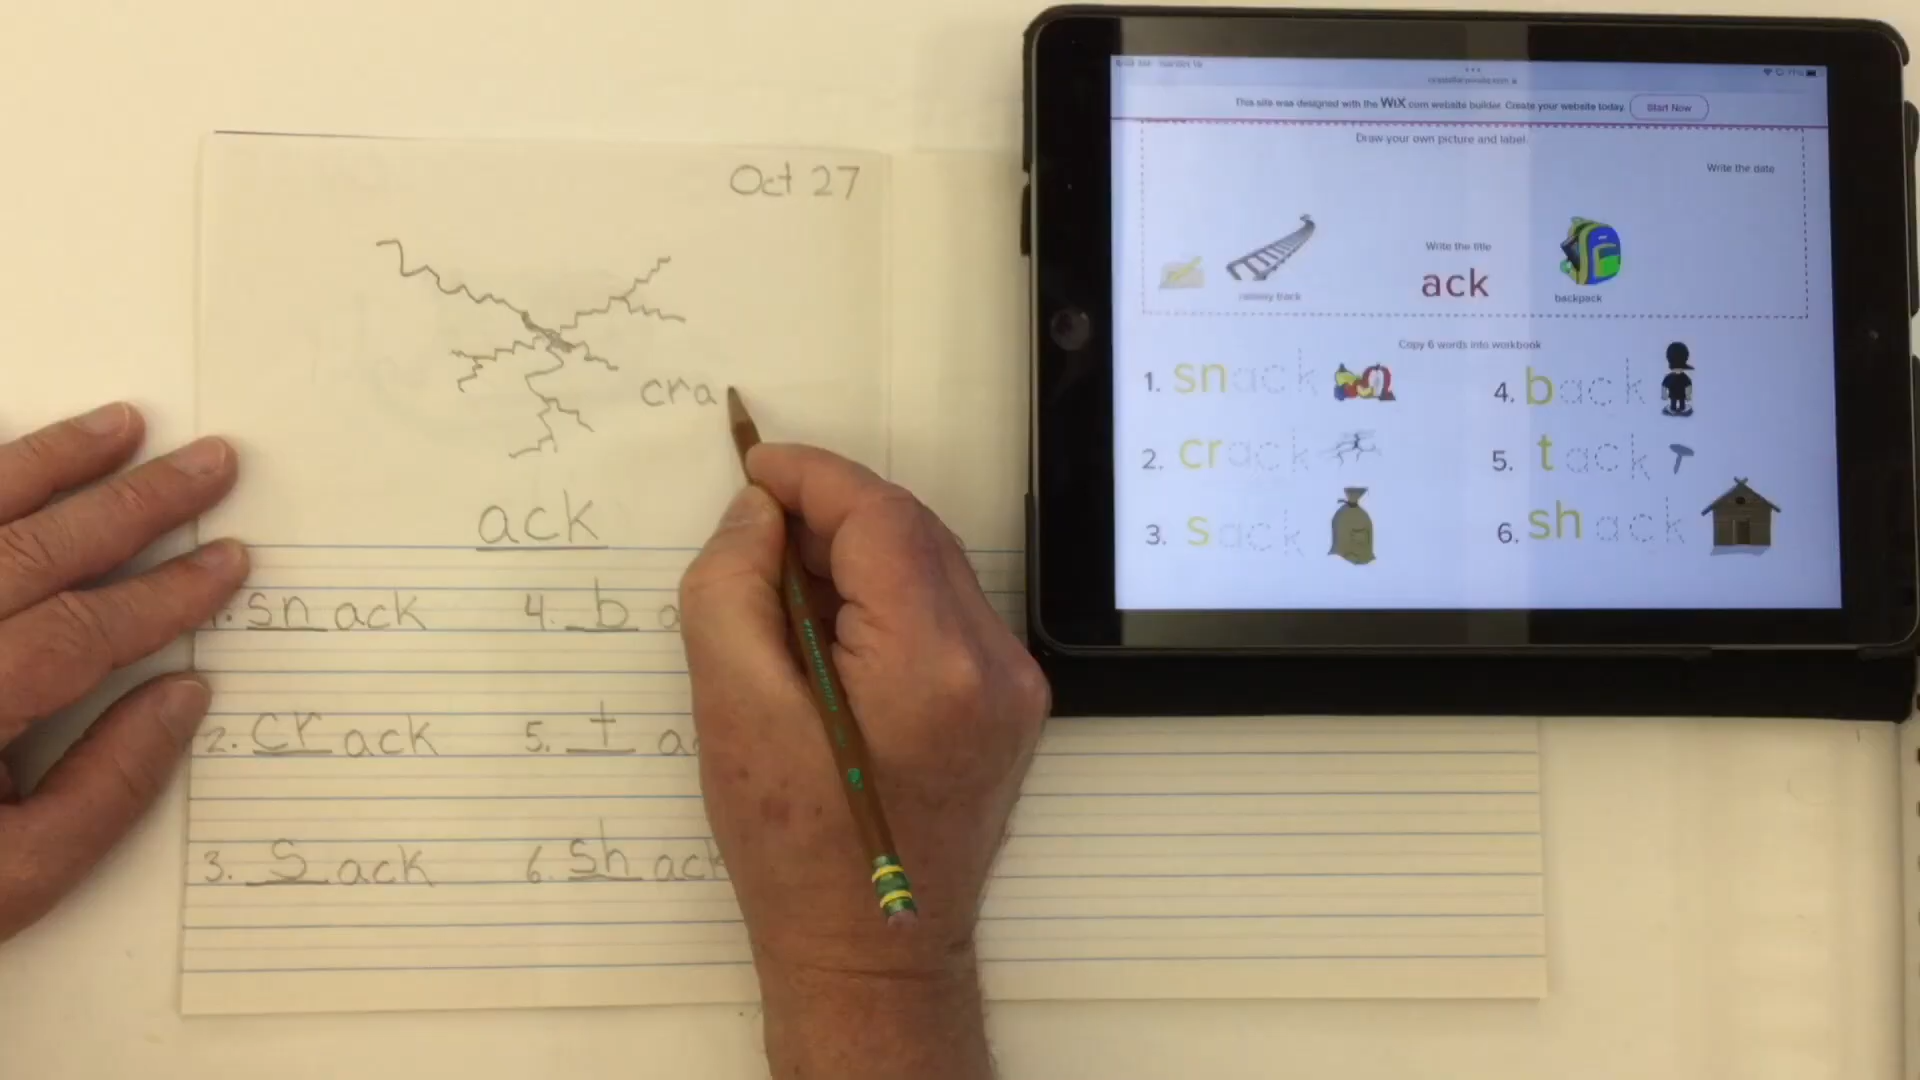 Oct 27
cra
ack
1. sn ack
2. cr ack
3. s ack
4. b a
5. t a
6. sh ack
This site was designed with the WiX.com website builder. Create your website today. Start Now
Draw your own picture and label
Write the date
Write the title
ack
railway track
backpack
Copy 6 words into workbook
1. snack
2. crack
3. sack
4. back
5. tack
6. shack